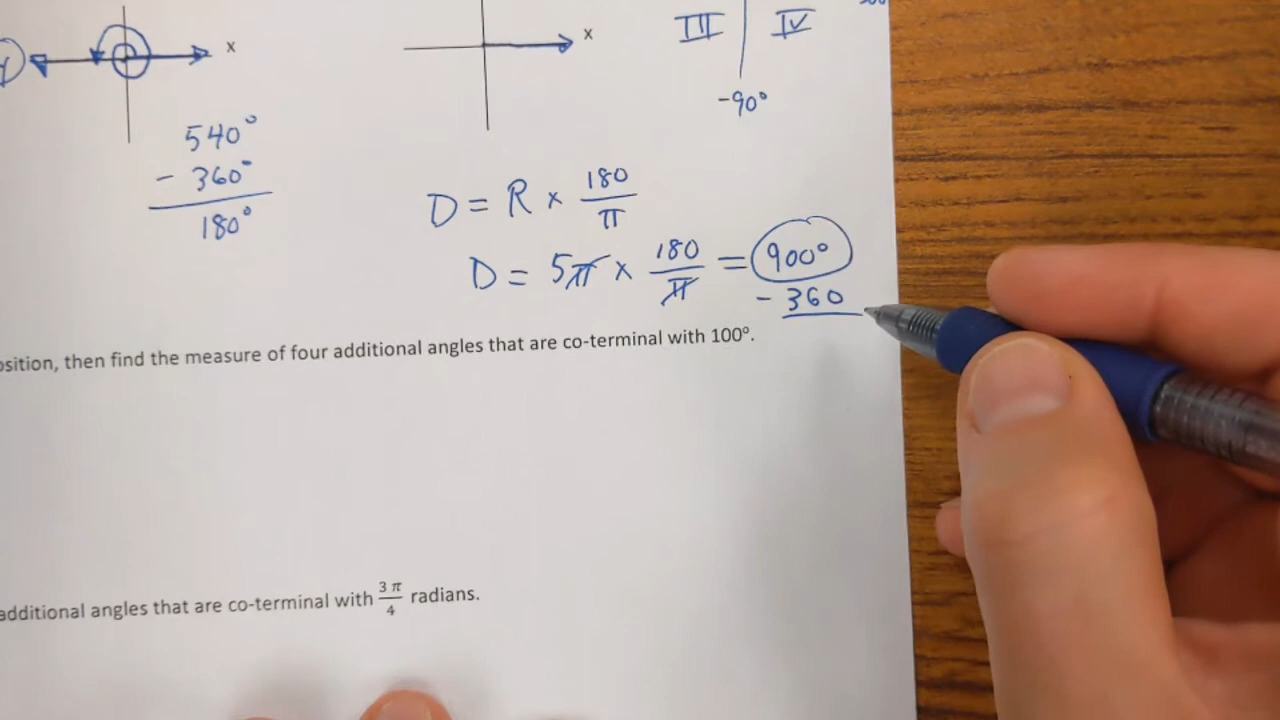 x
540°
- 360°
180°
x
III IV
-90°
D = R × 180/π
D = 5π × 180/π = 900°
- 360
, then find the measure of four additional angles that are co-terminal with 100°.
additional angles that are co-terminal with 3π/4 radians.